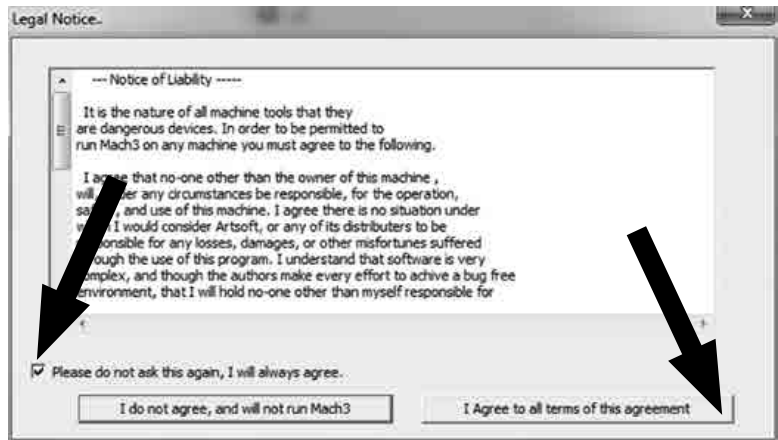 Legal Notice..
--- Notice of Liability -----
It is the nature of all machine tools that they
are dangerous devices. In order to be permitted to
run Mach3 on any machine you must agree to the following.
I agree that no-one other than the owner of this machine ,
will, under any circumstances be responsible, for the operation,
and use of this machine. I agree there is no situation under
I would consider Artsoft, or any of its distributers to be
for any losses, damages, or other misfortunes suffered
through the use of this program. I understand that software is very
complex, and though the authors make every effort to achive a bug free
environment, that I will hold no-one other than myself responsible for
Please do not ask this again, I will always agree.
I do not agree, and will not run Mach3
I Agree to all terms of this agreement